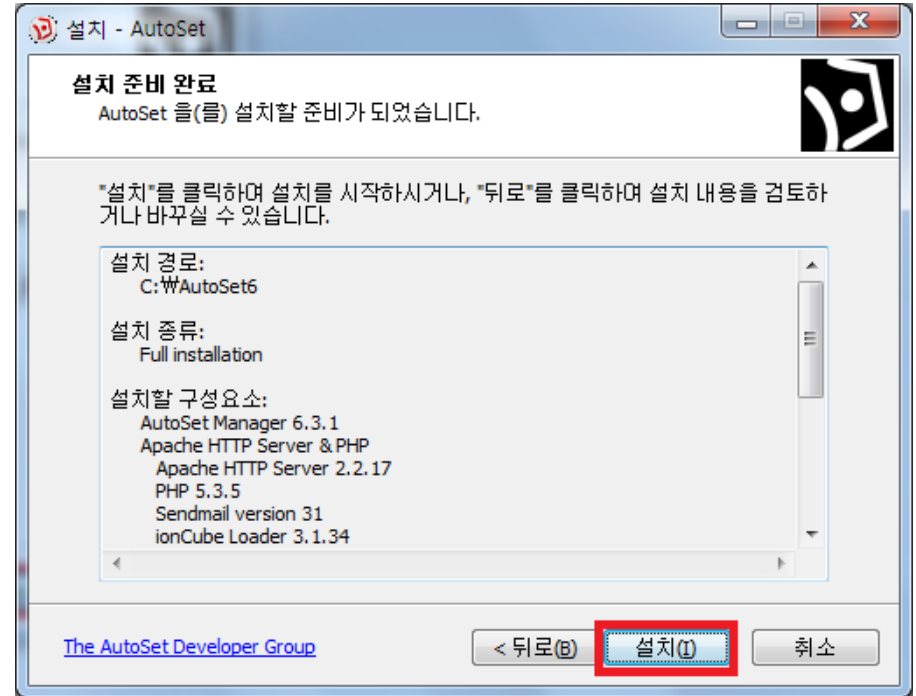 설치 - AutoSet
설치 준비 완료
AutoSet 을(를) 설치할 준비가 되었습니다.
"설치"를 클릭하여 설치를 시작하시거나, "뒤로"를 클릭하여 설치 내용을 검토하
거나 바꾸실 수 있습니다.
설치 경로:
C:₩AutoSet6
설치 종류:
Full installation
설치할 구성요소:
AutoSet Manager 6.3.1
Apache HTTP Server & PHP
Apache HTTP Server 2.2.17
PHP 5.3.5
Sendmail version 31
ionCube Loader 3.1.34
The AutoSet Developer Group
< 뒤로(B)
설치(I)
취소